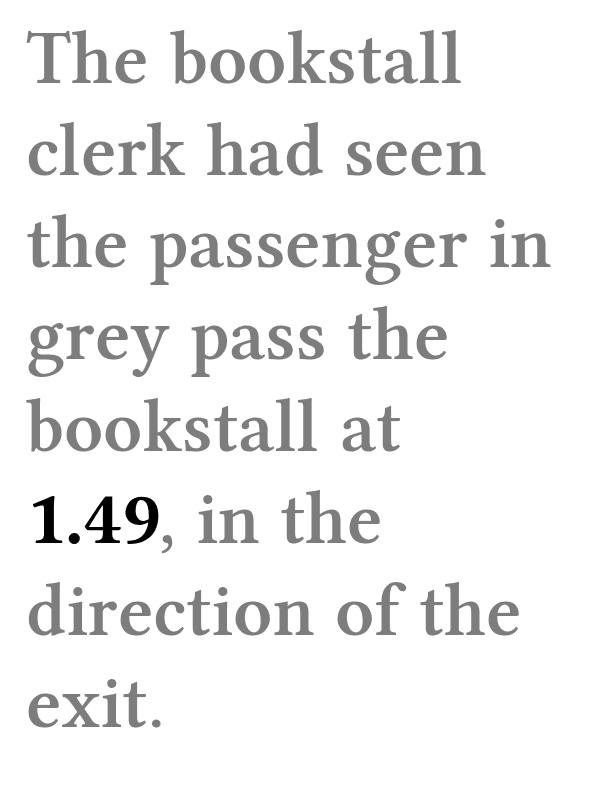 The bookstall
clerk had seen
the passenger in
grey pass the
bookstall at
1.49, in the
direction of the
exit.